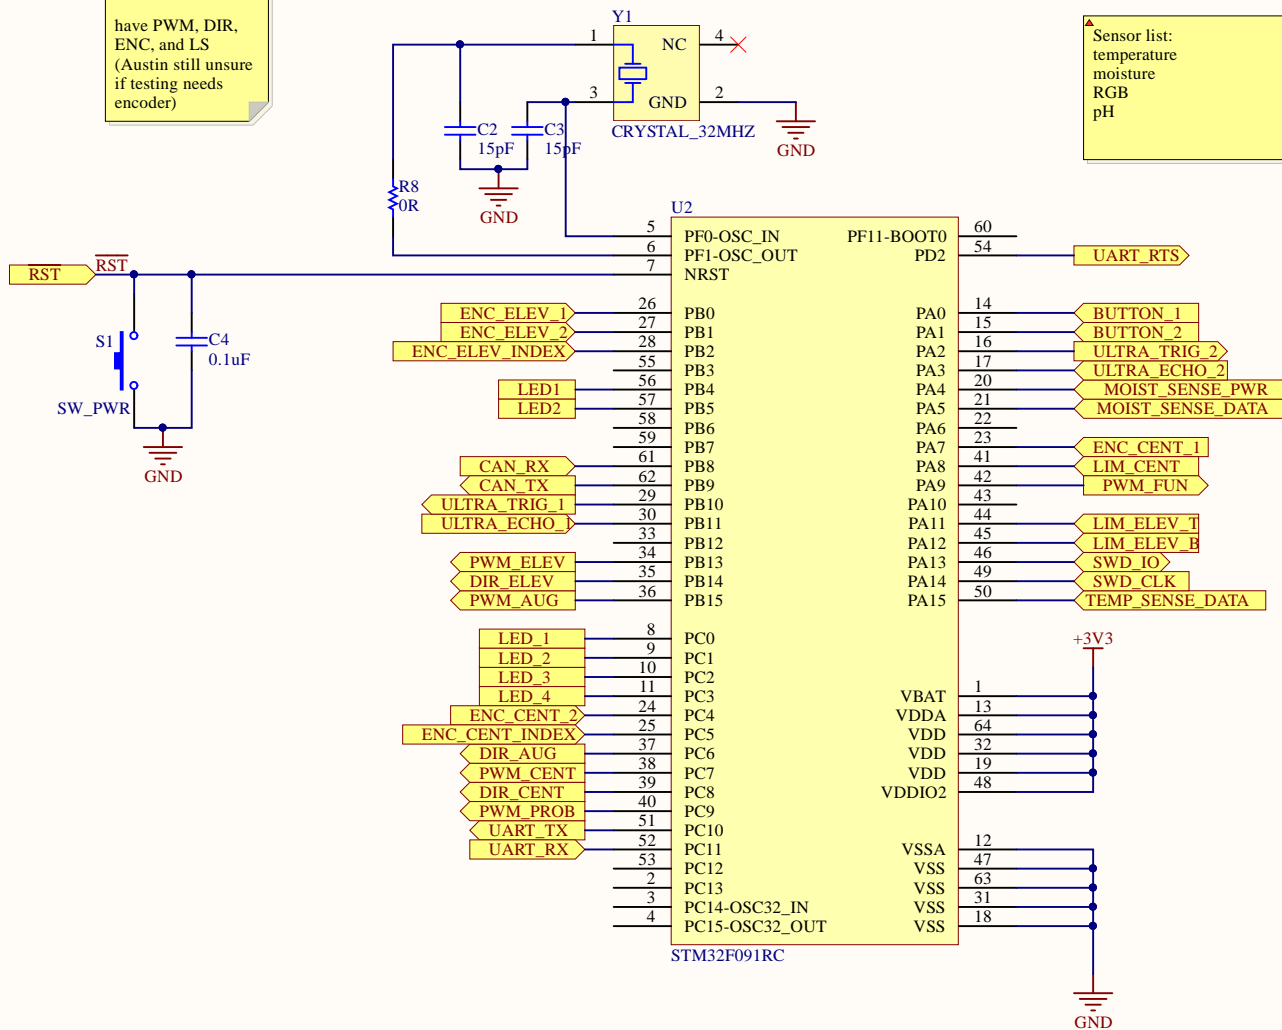 have PWM, DIR,
ENC, and LS
(Austin still unsure
if testing needs
encoder)
Y1
1
NC
4
3
GND
2
CRYSTAL_32MHZ
GND
C2
15pF
C3
15pF
GND
R8
0R
Sensor list:
temperature
moisture
RGB
pH
RST
RST
S1
SW_PWR
C4
0.1uF
GND
U2
5 PF0-OSC_IN
6 PF1-OSC_OUT
7 NRST
ENC_ELEV_1 26 PB0
ENC_ELEV_2 27 PB1
ENC_ELEV_INDEX 28 PB2
55 PB3
LED1 56 PB4
LED2 57 PB5
58 PB6
59 PB7
CAN_RX 61 PB8
CAN_TX 62 PB9
ULTRA_TRIG_1 29 PB10
ULTRA_ECHO_1 30 PB11
33 PB12
PWM_ELEV 34 PB13
DIR_ELEV 35 PB14
PWM_AUG 36 PB15
LED_1 8 PC0
LED_2 9 PC1
LED_3 10 PC2
LED_4 11 PC3
ENC_CENT_2 24 PC4
ENC_CENT_INDEX 25 PC5
DIR_AUG 37 PC6
PWM_CENT 38 PC7
DIR_CENT 39 PC8
PWM_PROB 40 PC9
UART_TX 51 PC10
UART_RX 52 PC11
53 PC12
2 PC13
3 PC14-OSC32_IN
4 PC15-OSC32_OUT
PF11-BOOT0 60
PD2 54 UART_RTS
PA0 14 BUTTON_1
PA1 15 BUTTON_2
PA2 16 ULTRA_TRIG_2
PA3 17 ULTRA_ECHO_2
PA4 20 MOIST_SENSE_PWR
PA5 21 MOIST_SENSE_DATA
PA6 22
PA7 23 ENC_CENT_1
PA8 41 LIM_CENT
PA9 42 PWM_FUN
PA10 43
PA11 44 LIM_ELEV_T
PA12 45 LIM_ELEV_B
PA13 46 SWD_IO
PA14 49 SWD_CLK
PA15 50 TEMP_SENSE_DATA
+3V3
VBAT 1
VDDA 13
VDD 64
VDD 32
VDD 19
VDDIO2 48
VSSA 12
VSS 47
VSS 63
VSS 31
VSS 18
STM32F091RC
GND